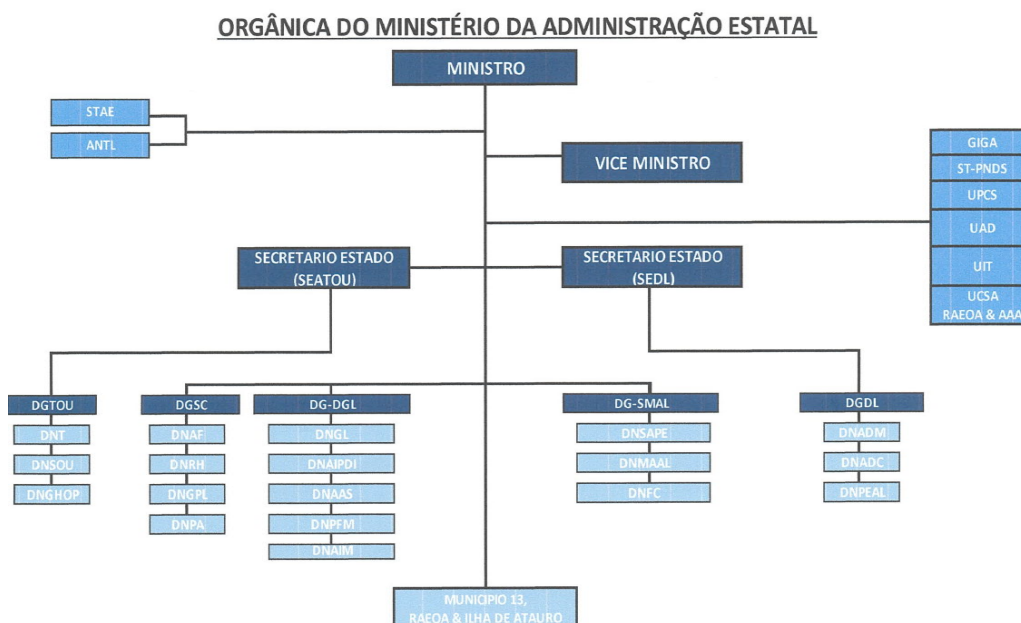 ORGÂNICA DO MINISTÉRIO DA ADMINISTRAÇÃO ESTATAL
MINISTRO
STAE
ANTL
VICE MINISTRO
GIGA
ST-PNDS
UPCS
UAD
UIT
UCSA
RAEOA & AAA
SECRETARIO ESTADO
(SEATOU)
SECRETARIO ESTADO
(SEDL)
DGTOU
DNT
DNSOU
DNGHOP
DGSC
DNAF
DNRH
DNGPL
DNPA
DG-DGL
DNGL
DNAIPDI
DNAAS
DNPFM
DNAIM
DG-SMAL
DNSAPE
DNMAAL
DNFC
DGDL
DNADM
DNADC
DNPEAL
MUNICIPIO 13,
RAEOA & ILHA DE ATAURO